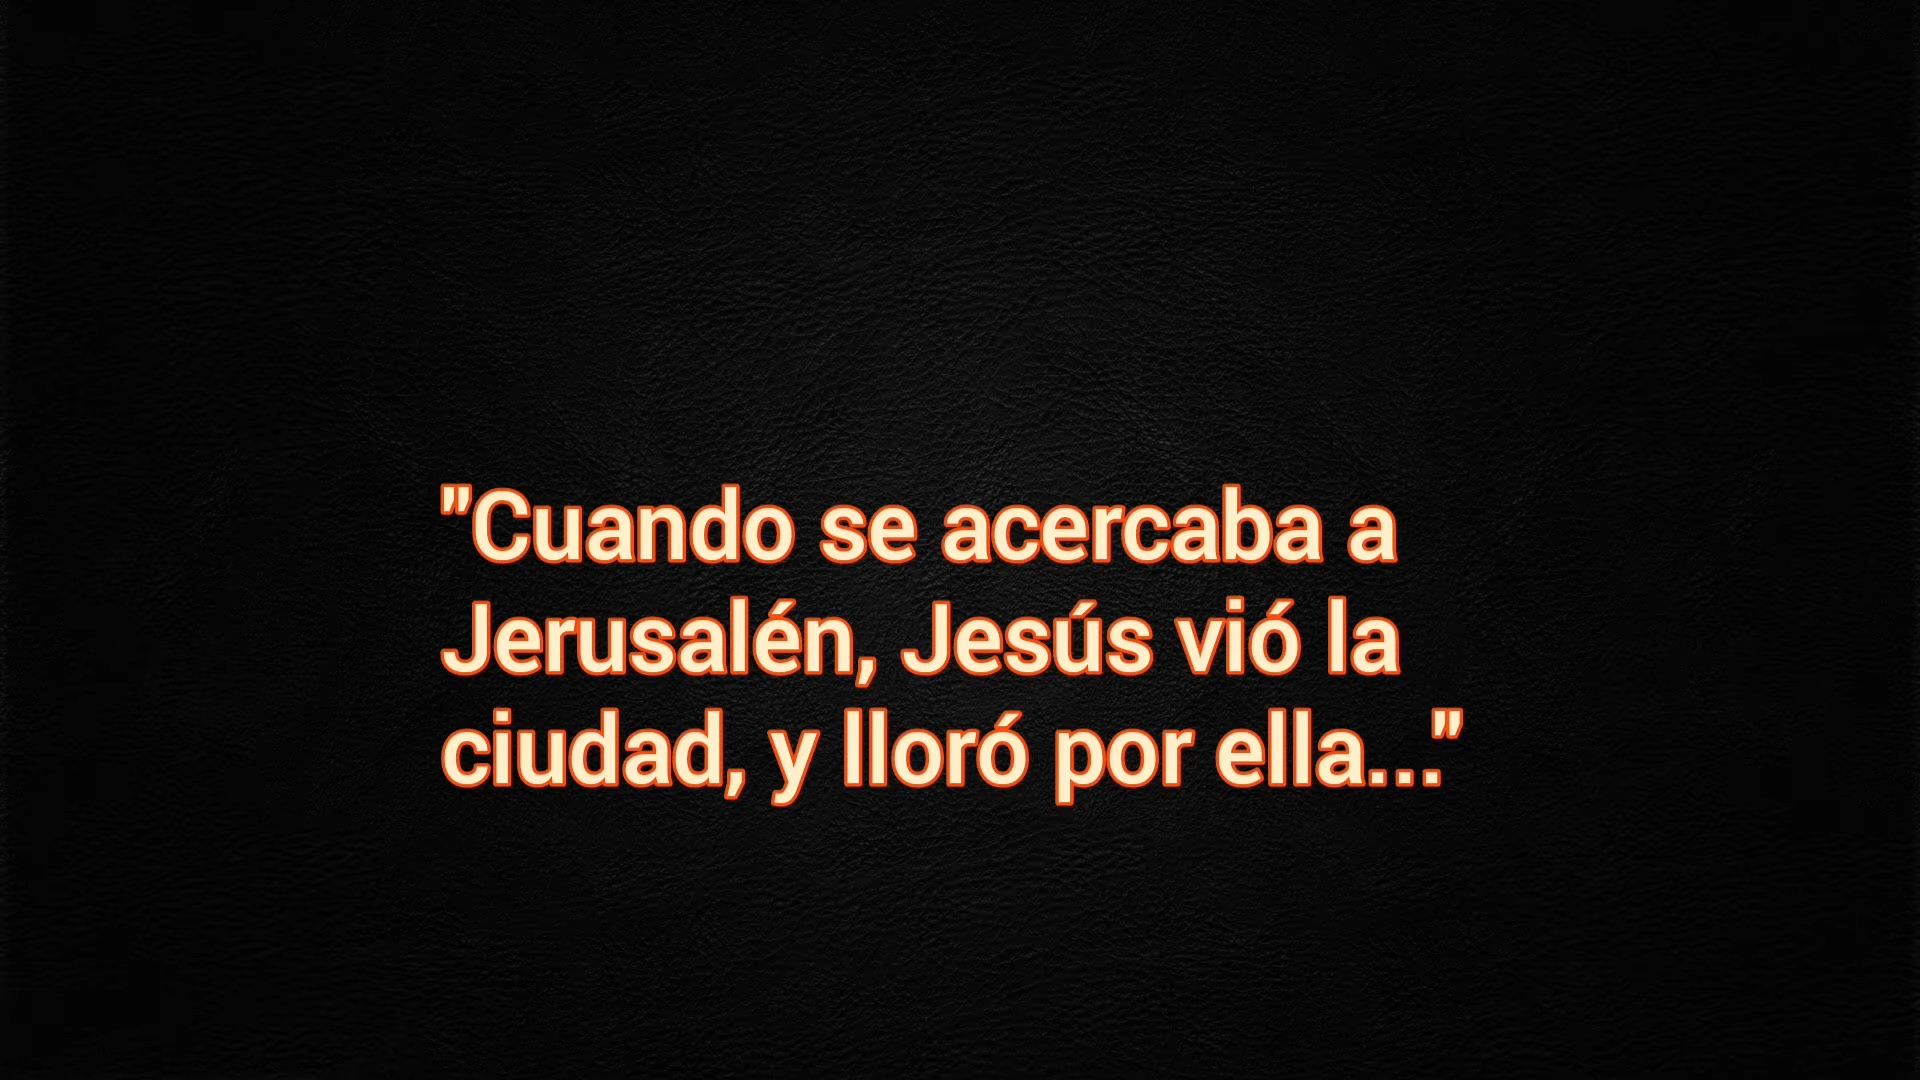 "Cuando se acercaba a
Jerusalén, Jesús vió la
ciudad, y lloró por ella..."